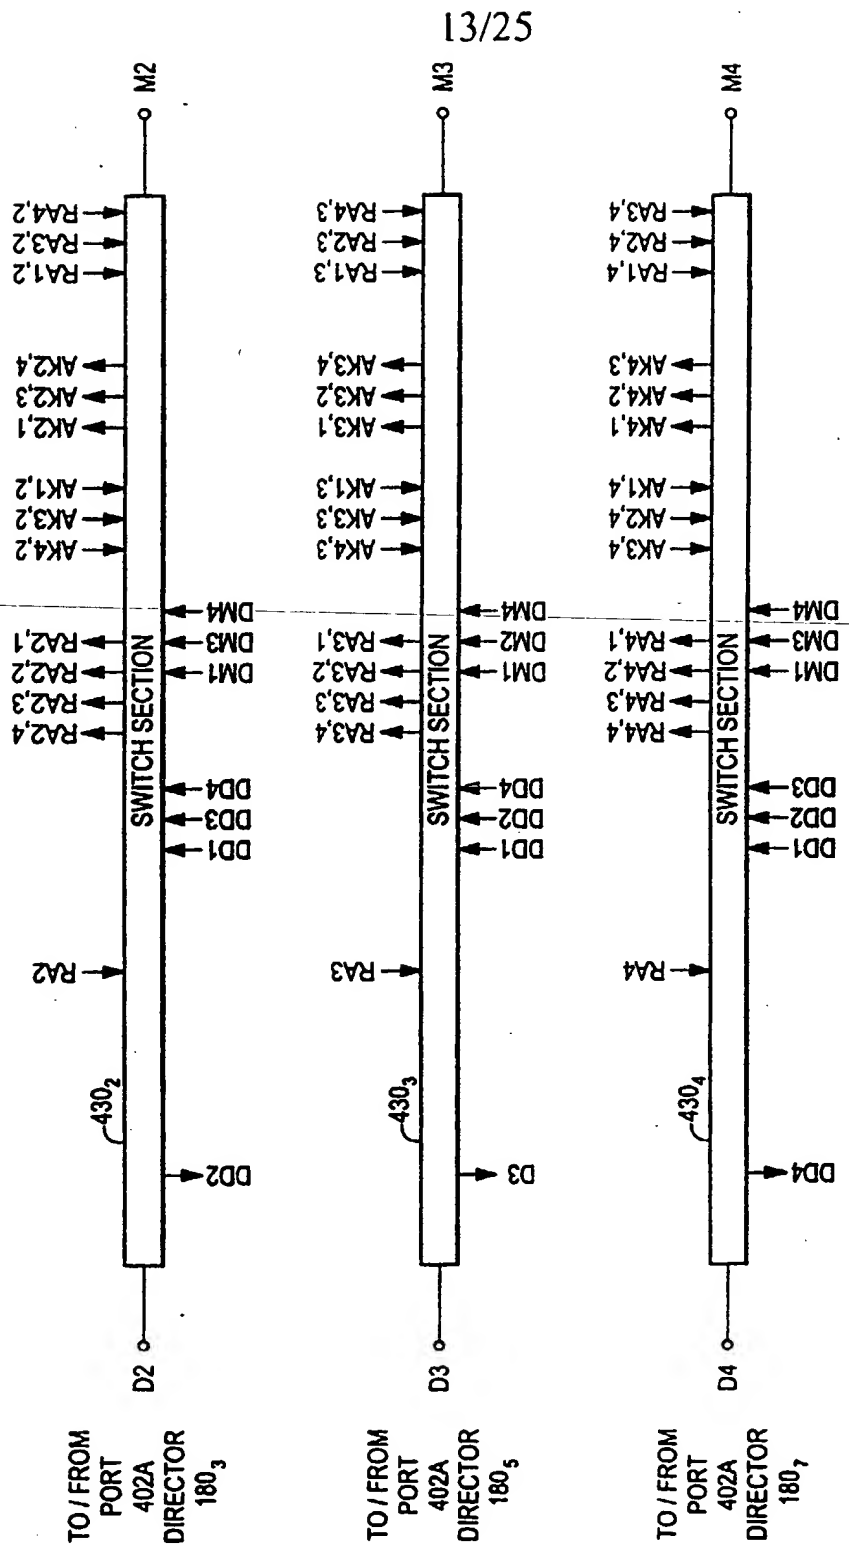 13/25
M2
M3
M4
RA4,2
RA3,2
RA1,2
AK2,4
AK2,3
AK2,1
AK1,2
AK3,2
AK4,2
RA2,1
RA2,2
RA2,3
RA2,4
DM4
DM3
DM1
SWITCH SECTION
DD4
DD3
DD1
RA2
430₂
DD2
D2
TO / FROM
PORT
402A
DIRECTOR
180₃
RA4,3
RA2,3
RA1,3
AK3,4
AK3,2
AK3,1
AK1,3
AK3,3
AK4,3
RA3,1
RA3,2
RA3,3
RA3,4
DM4
DM2
DM1
SWITCH SECTION
DD4
DD2
DD1
RA3
430₃
D3
D3
TO / FROM
PORT
402A
DIRECTOR
180₅
RA3,4
RA2,4
RA1,4
AK4,3
AK4,2
AK4,1
AK1,4
AK2,4
AK3,4
RA4,1
RA4,2
RA4,3
RA4,4
DM4
DM3
DM1
SWITCH SECTION
DD3
DD2
DD1
RA4
430₄
DD4
D4
TO / FROM
PORT
402A
DIRECTOR
180₇